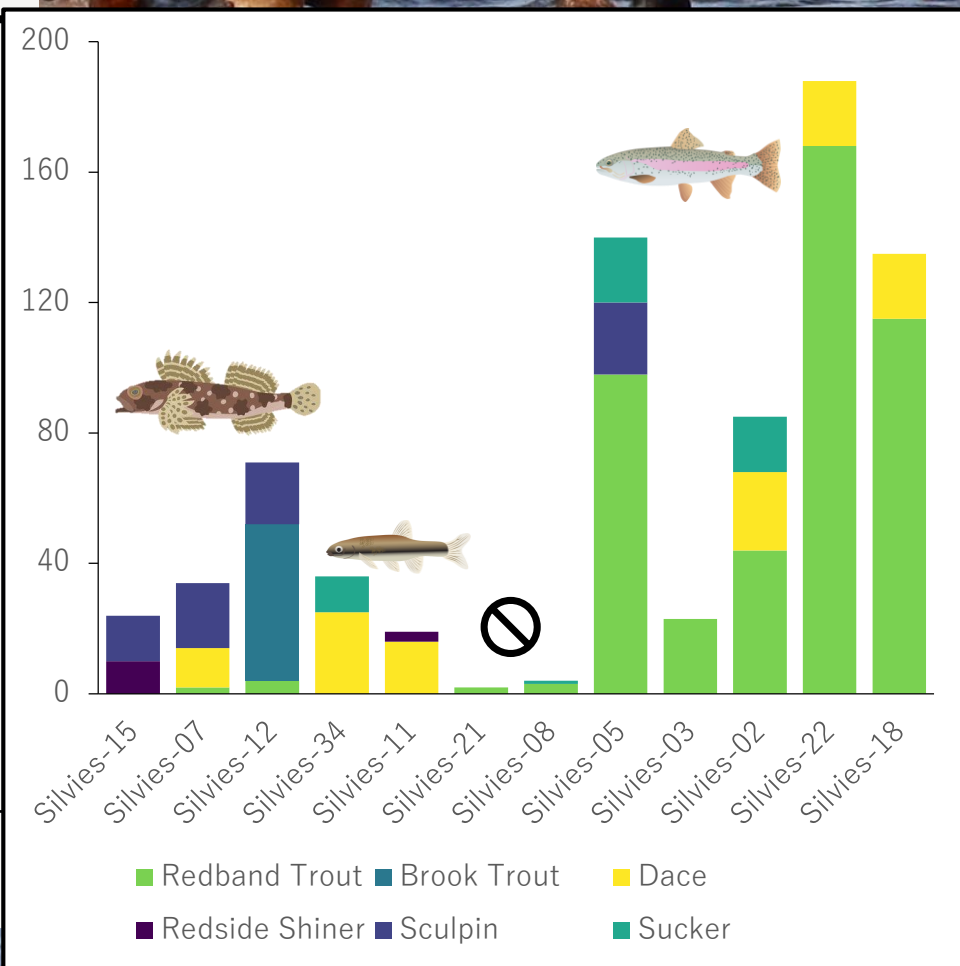 200
160
120
80
40
0
Silvies-15 Silvies-07 Silvies-12 Silvies-34 Silvies-11 Silvies-21 Silvies-08 Silvies-05 Silvies-03 Silvies-02 Silvies-22 Silvies-18
Redband Trout Brook Trout Dace
Redside Shiner Sculpin Sucker